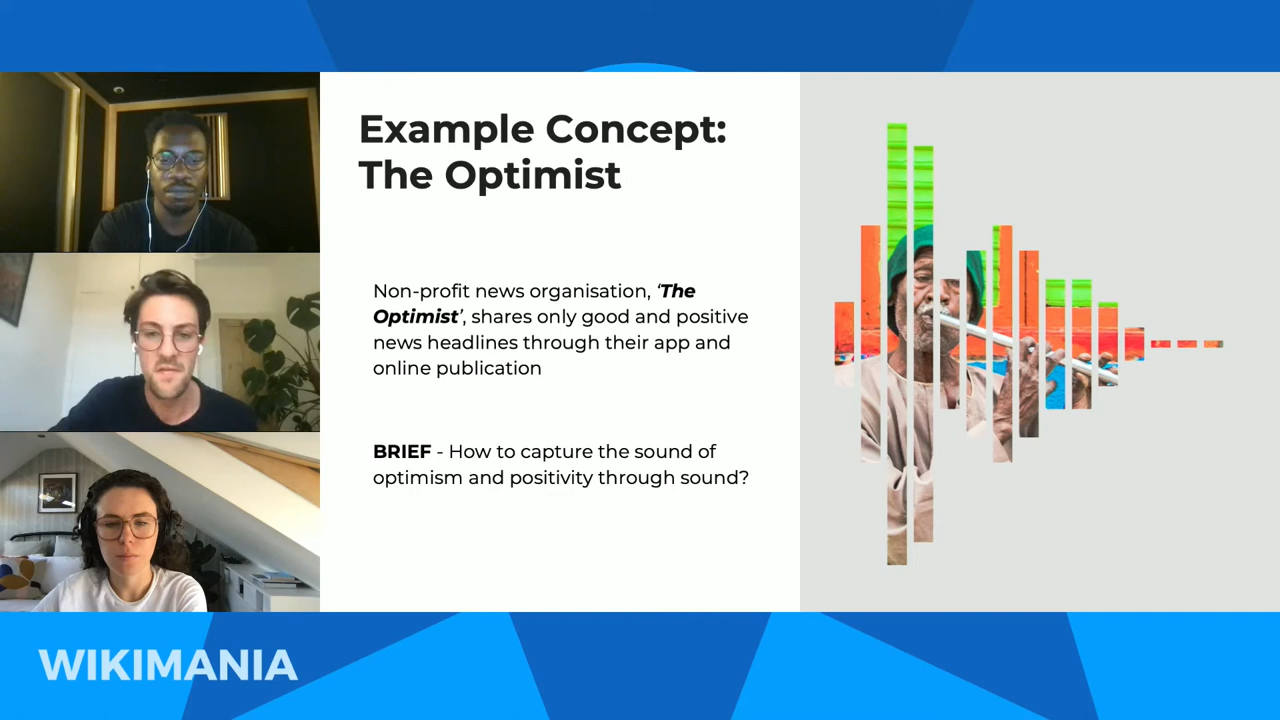 Example Concept:
The Optimist
Non-profit news organisation, ‘The
Optimist’, shares only good and positive
news headlines through their app and
online publication
BRIEF - How to capture the sound of
optimism and positivity through sound?
WIKIMANIA